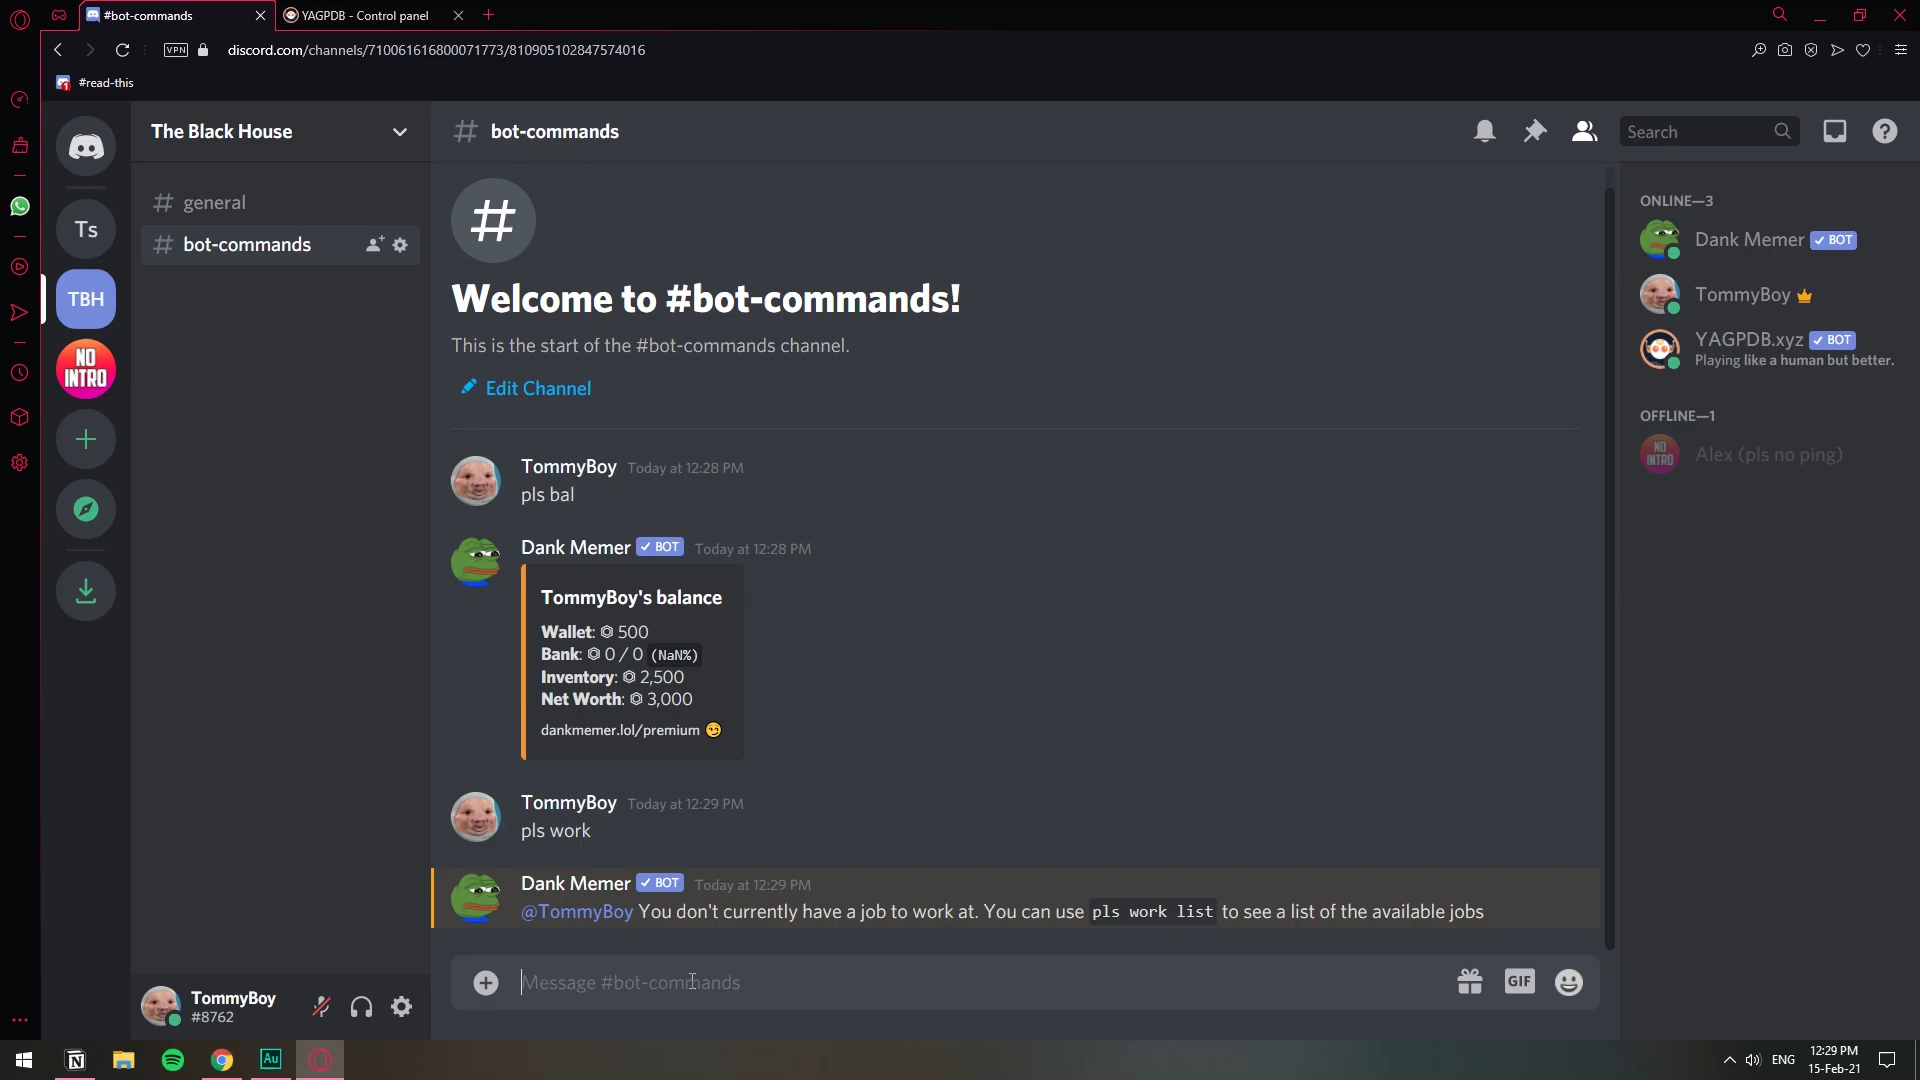 #bot-commands
YAGPDB - Control panel
VPN
discord.com/channels/710061616800071773/810905102847574016
1
#read-this
The Black House
bot-commands
Search
Ts
TBH
NO
INTRO
general
bot-commands
Welcome to #bot-commands!
This is the start of the #bot-commands channel.
Edit Channel
TommyBoy Today at 12:28 PM
pls bal
Dank Memer BOT Today at 12:28 PM
TommyBoy's balance
Wallet: 500
Bank: 0 / 0 (NaN%)
Inventory: 2,500
Net Worth: 3,000
dankmemer.lol/premium 😏
TommyBoy Today at 12:29 PM
pls work
Dank Memer BOT Today at 12:29 PM
@TommyBoy You don't currently have a job to work at. You can use pls work list to see a list of the available jobs
Message #bot-commands
GIF
ONLINE—3
Dank Memer BOT
TommyBoy
YAGPDB.xyz BOT
Playing like a human but better.
OFFLINE—1
NO
INTRO
Alex (pls no ping)
TommyBoy
#8762
Au
ENG
12:29 PM
15-Feb-21